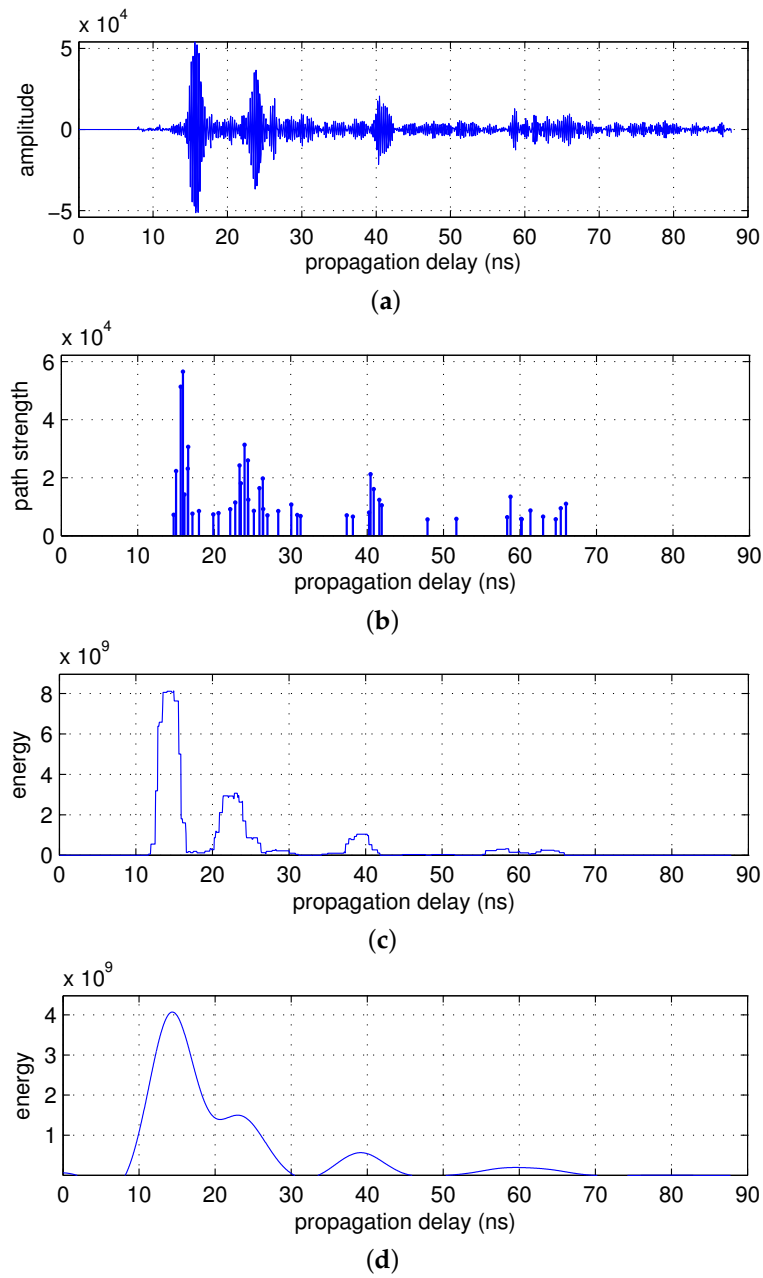 x 10^4
5
0
−5
amplitude
0 10 20 30 40 50 60 70 80 90
propagation delay (ns)
(a)
x 10^4
6
4
2
0
path strength
0 10 20 30 40 50 60 70 80 90
propagation delay (ns)
(b)
x 10^9
8
6
4
2
0
energy
0 10 20 30 40 50 60 70 80 90
propagation delay (ns)
(c)
x 10^9
4
3
2
1
energy
0 10 20 30 40 50 60 70 80 90
propagation delay (ns)
(d)